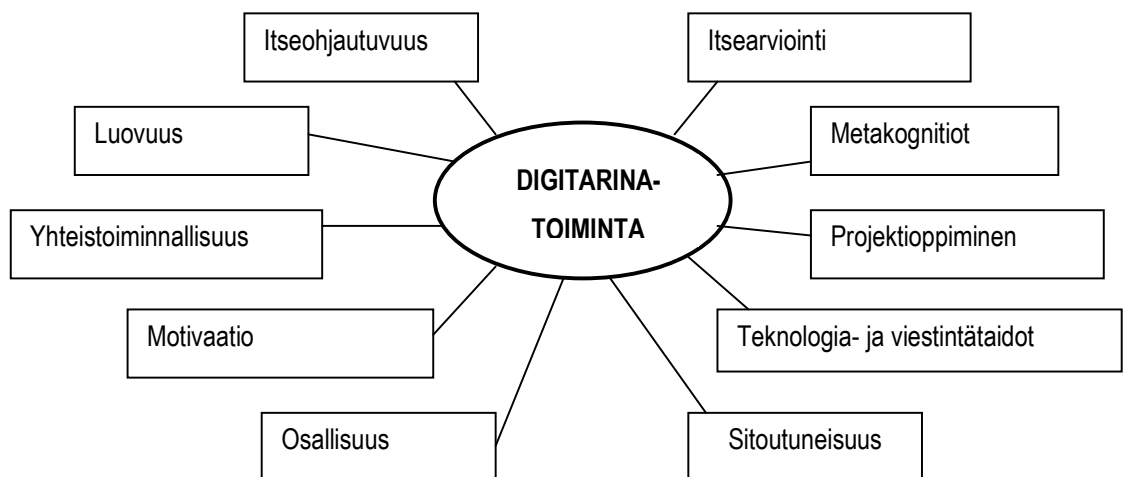 Itseohjautuvuus
Itsearviointi
Luovuus
Metakognitiot
DIGITARINA-
TOIMINTA
Yhteistoiminnallisuus
Projektioppiminen
Motivaatio
Teknologia- ja viestintätaidot
Osallisuus
Sitoutuneisuus